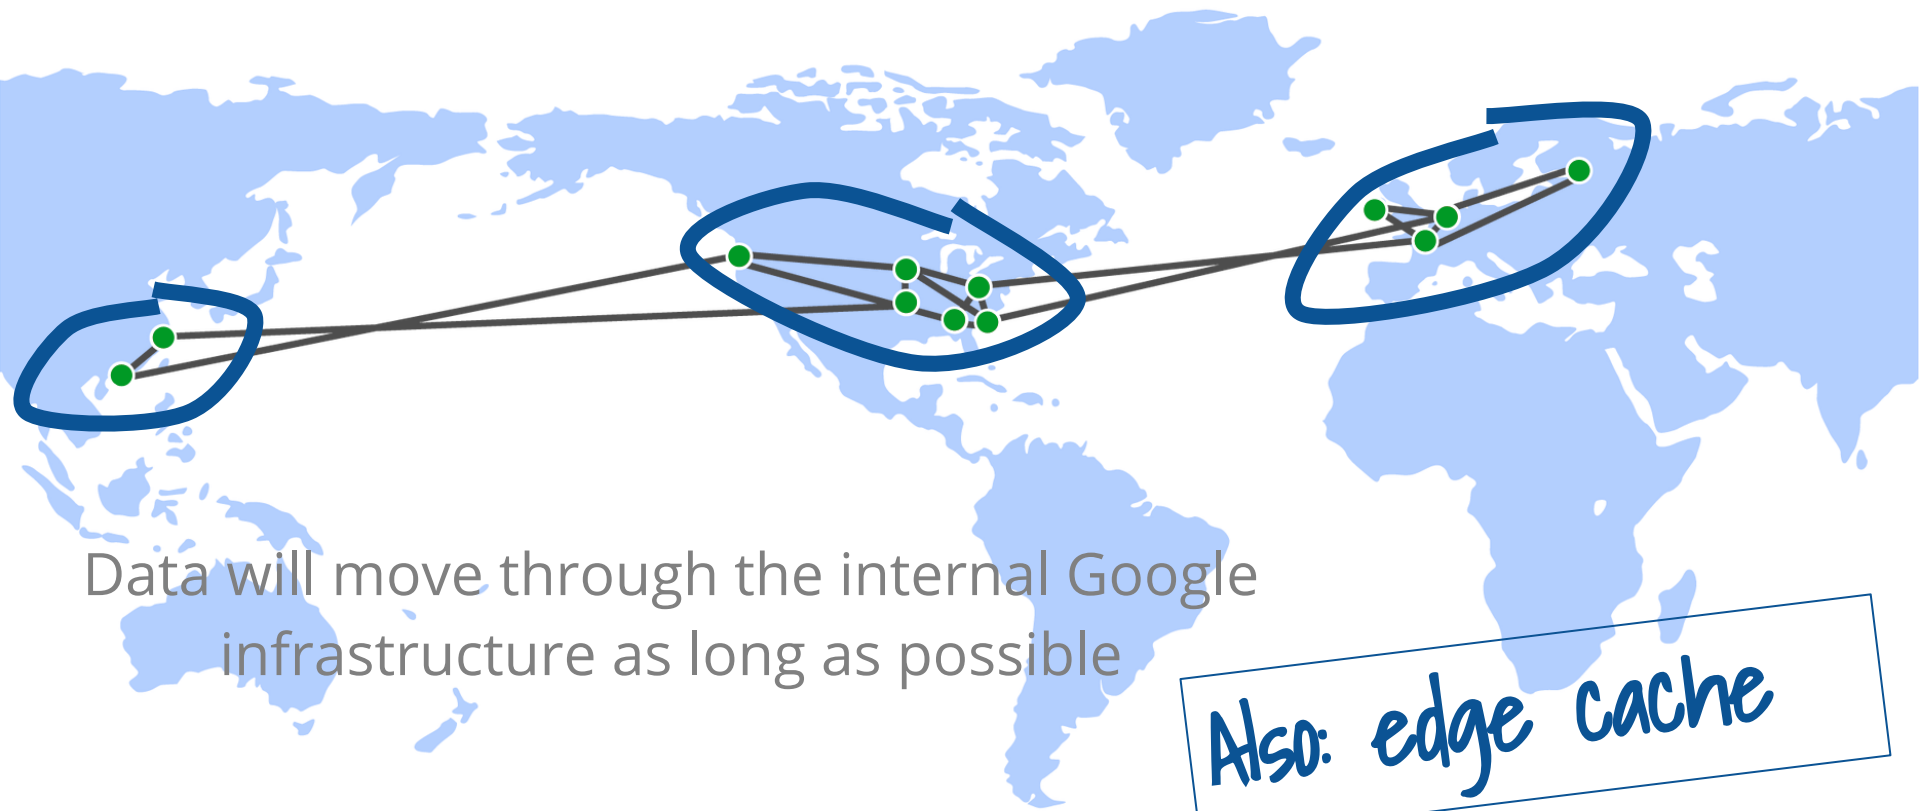 Data will move through the internal Google
infrastructure as long as possible
Also: edge cache